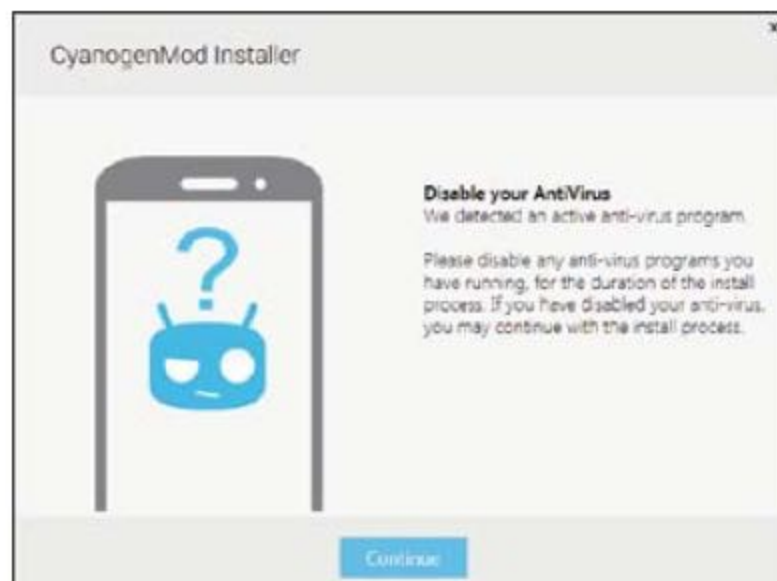 CyanogenMod Installer
x
?
Disable your AntiVirus
We detected an active anti-virus program.
Please disable any anti-virus programs you
have running, for the duration of the install
process. If you have disabled your anti-virus,
you may continue with the install process.
Continue